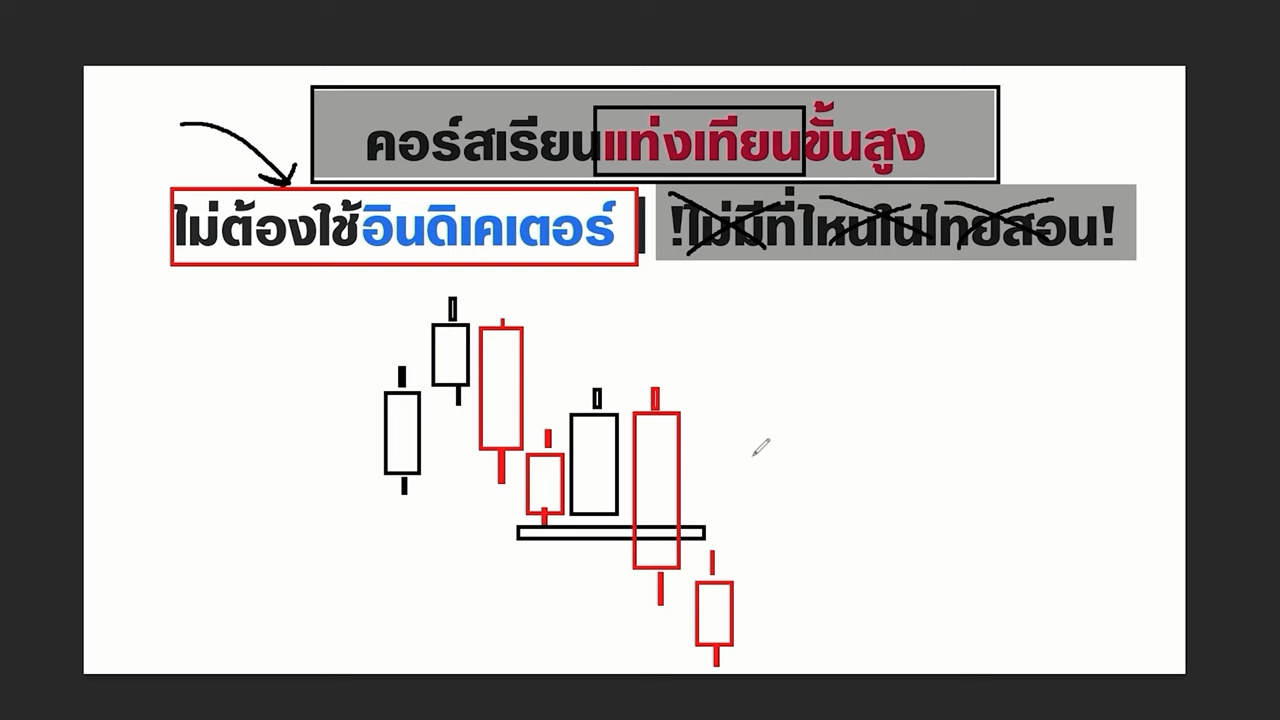 คอร์สเรียนแท่งเทียนขั้นสูง
ไม่ต้องใช้อินดิเคเตอร์ | !ไม่มีที่ไหนในไทยสอน!